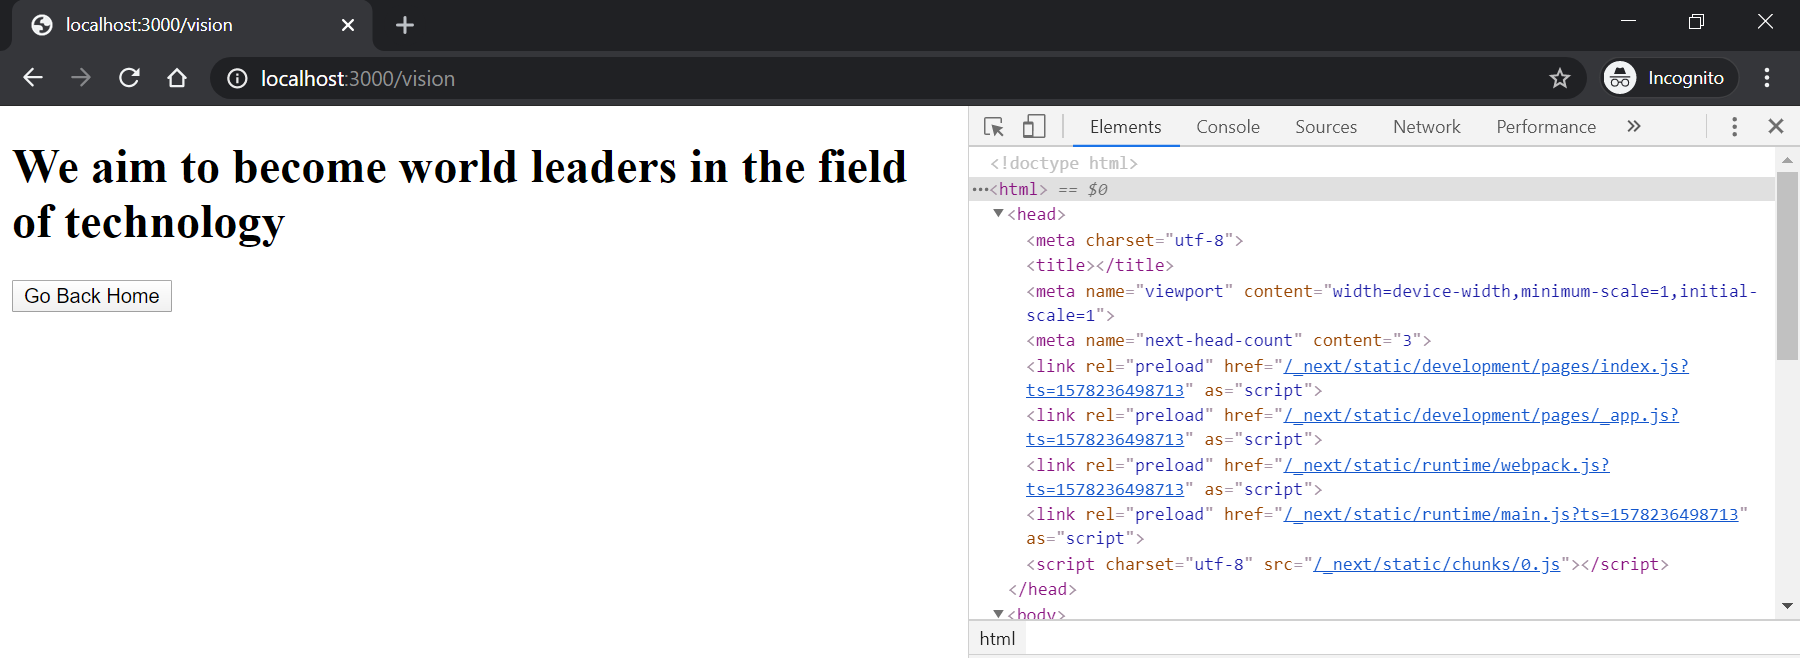 localhost:3000/vision
localhost:3000/vision
Incognito
We aim to become world leaders in the field
of technology
Go Back Home
Elements Console Sources Network Performance
<!doctype html>
<html> == $0
<head>
<meta charset="utf-8">
<title></title>
<meta name="viewport" content="width=device-width,minimum-scale=1,initial-
scale=1">
<meta name="next-head-count" content="3">
<link rel="preload" href="/_next/static/development/pages/index.js?
ts=1578236498713" as="script">
<link rel="preload" href="/_next/static/development/pages/_app.js?
ts=1578236498713" as="script">
<link rel="preload" href="/_next/static/runtime/webpack.js?
ts=1578236498713" as="script">
<link rel="preload" href="/_next/static/runtime/main.js?ts=1578236498713"
as="script">
<script charset="utf-8" src="/_next/static/chunks/0.js"></script>
</head>
<body>
html